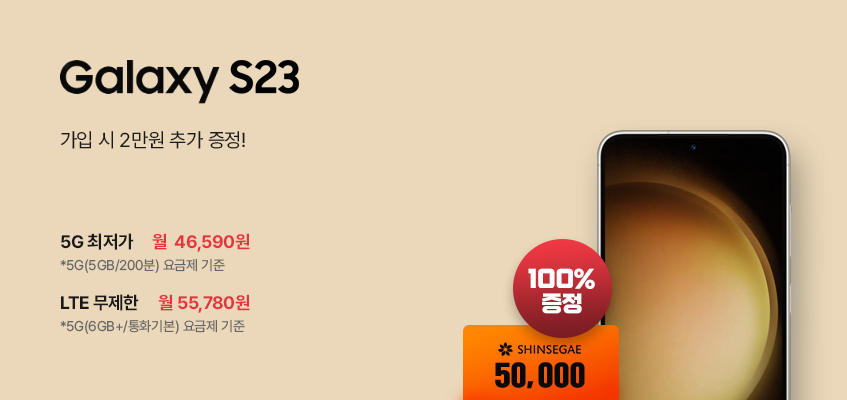 Galaxy S23
가입 시 2만원 추가 증정!
5G 최저가 월 46,590원
*5G(5GB/200분) 요금제 기준
LTE 무제한 월 55,780원
*5G(6GB+/통화기본) 요금제 기준
100%
증정
SHINSEGAE
50,000